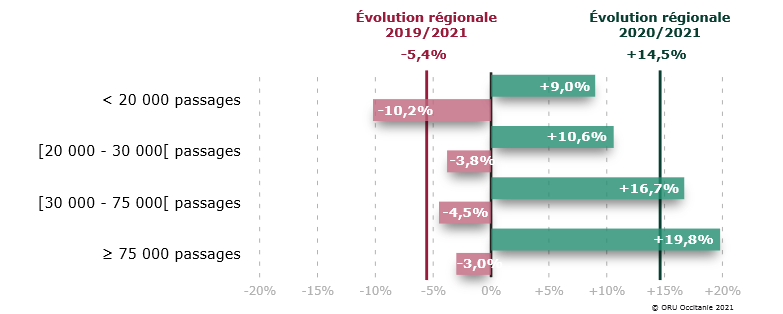 Évolution régionale
2019/2021
-5,4%
Évolution régionale
2020/2021
+14,5%
< 20 000 passages
+9,0%
-10,2%
[20 000 - 30 000[ passages
+10,6%
-3,8%
[30 000 - 75 000[ passages
+16,7%
-4,5%
≥ 75 000 passages
+19,8%
-3,0%
-20% -15% -10% -5% 0% +5% +10% +15% +20%
© ORU Occitanie 2021